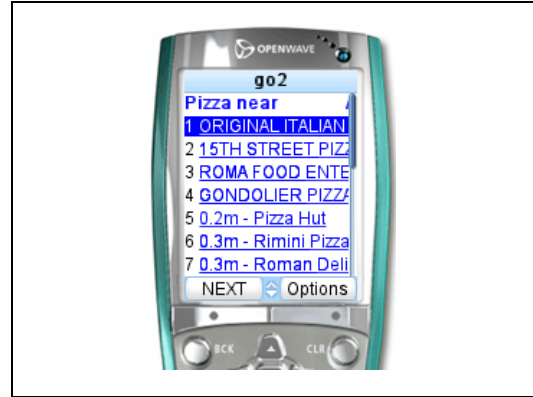 OPENWAVE
go2
Pizza near
1 ORIGINAL ITALIAN
2 15TH STREET PIZZ
3 ROMA FOOD ENTE
4 GONDOLIER PIZZA
5 0.2m - Pizza Hut
6 0.3m - Rimini Pizza
7 0.3m - Roman Deli
NEXT Options
BCK CLR